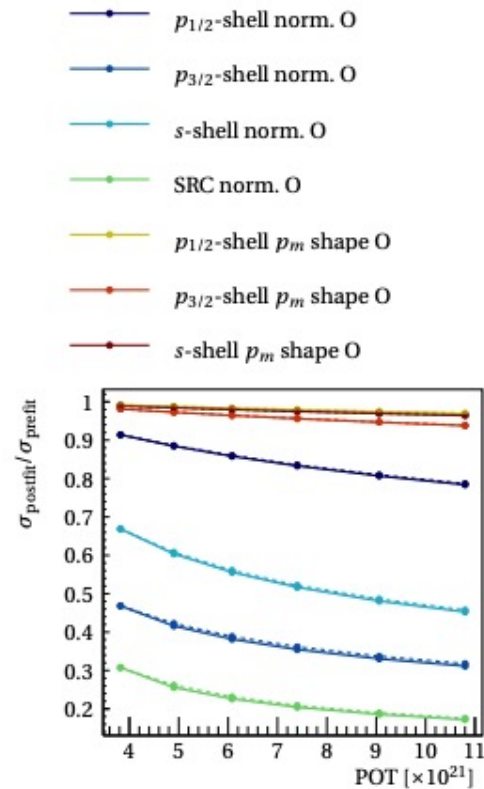 p1/2-shell norm. O
p3/2-shell norm. O
s-shell norm. O
SRC norm. O
p1/2-shell pm shape O
p3/2-shell pm shape O
s-shell pm shape O
σpostfit/σprefit
1
0.9
0.8
0.7
0.6
0.5
0.4
0.3
0.2
4 5 6 7 8 9 10 11
POT [×10²¹]